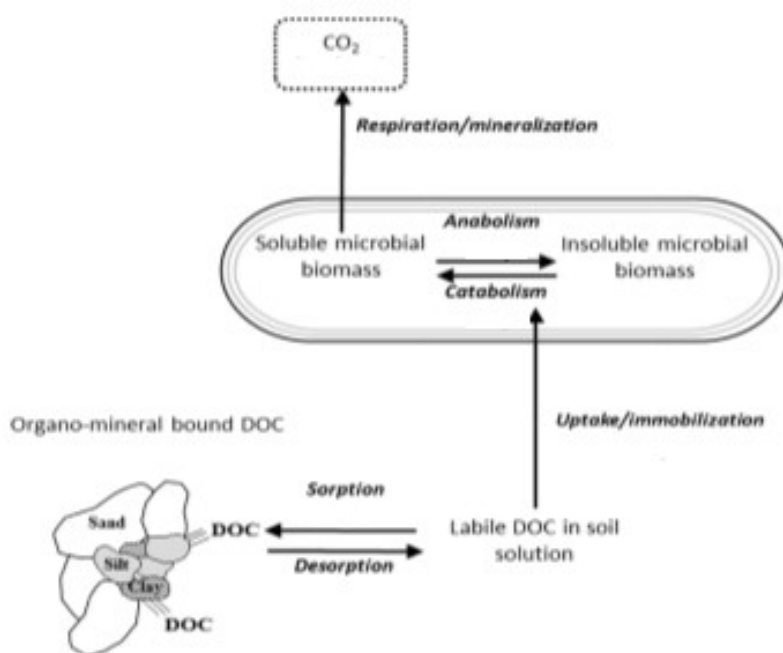 CO₂
Respiration/mineralization
Anabolism
Soluble microbial
biomass
Insoluble microbial
biomass
Catabolism
Uptake/immobilization
Organo-mineral bound DOC
Sorption
Sand
DOC
Labile DOC in soil
solution
Silt
Desorption
Clay
DOC